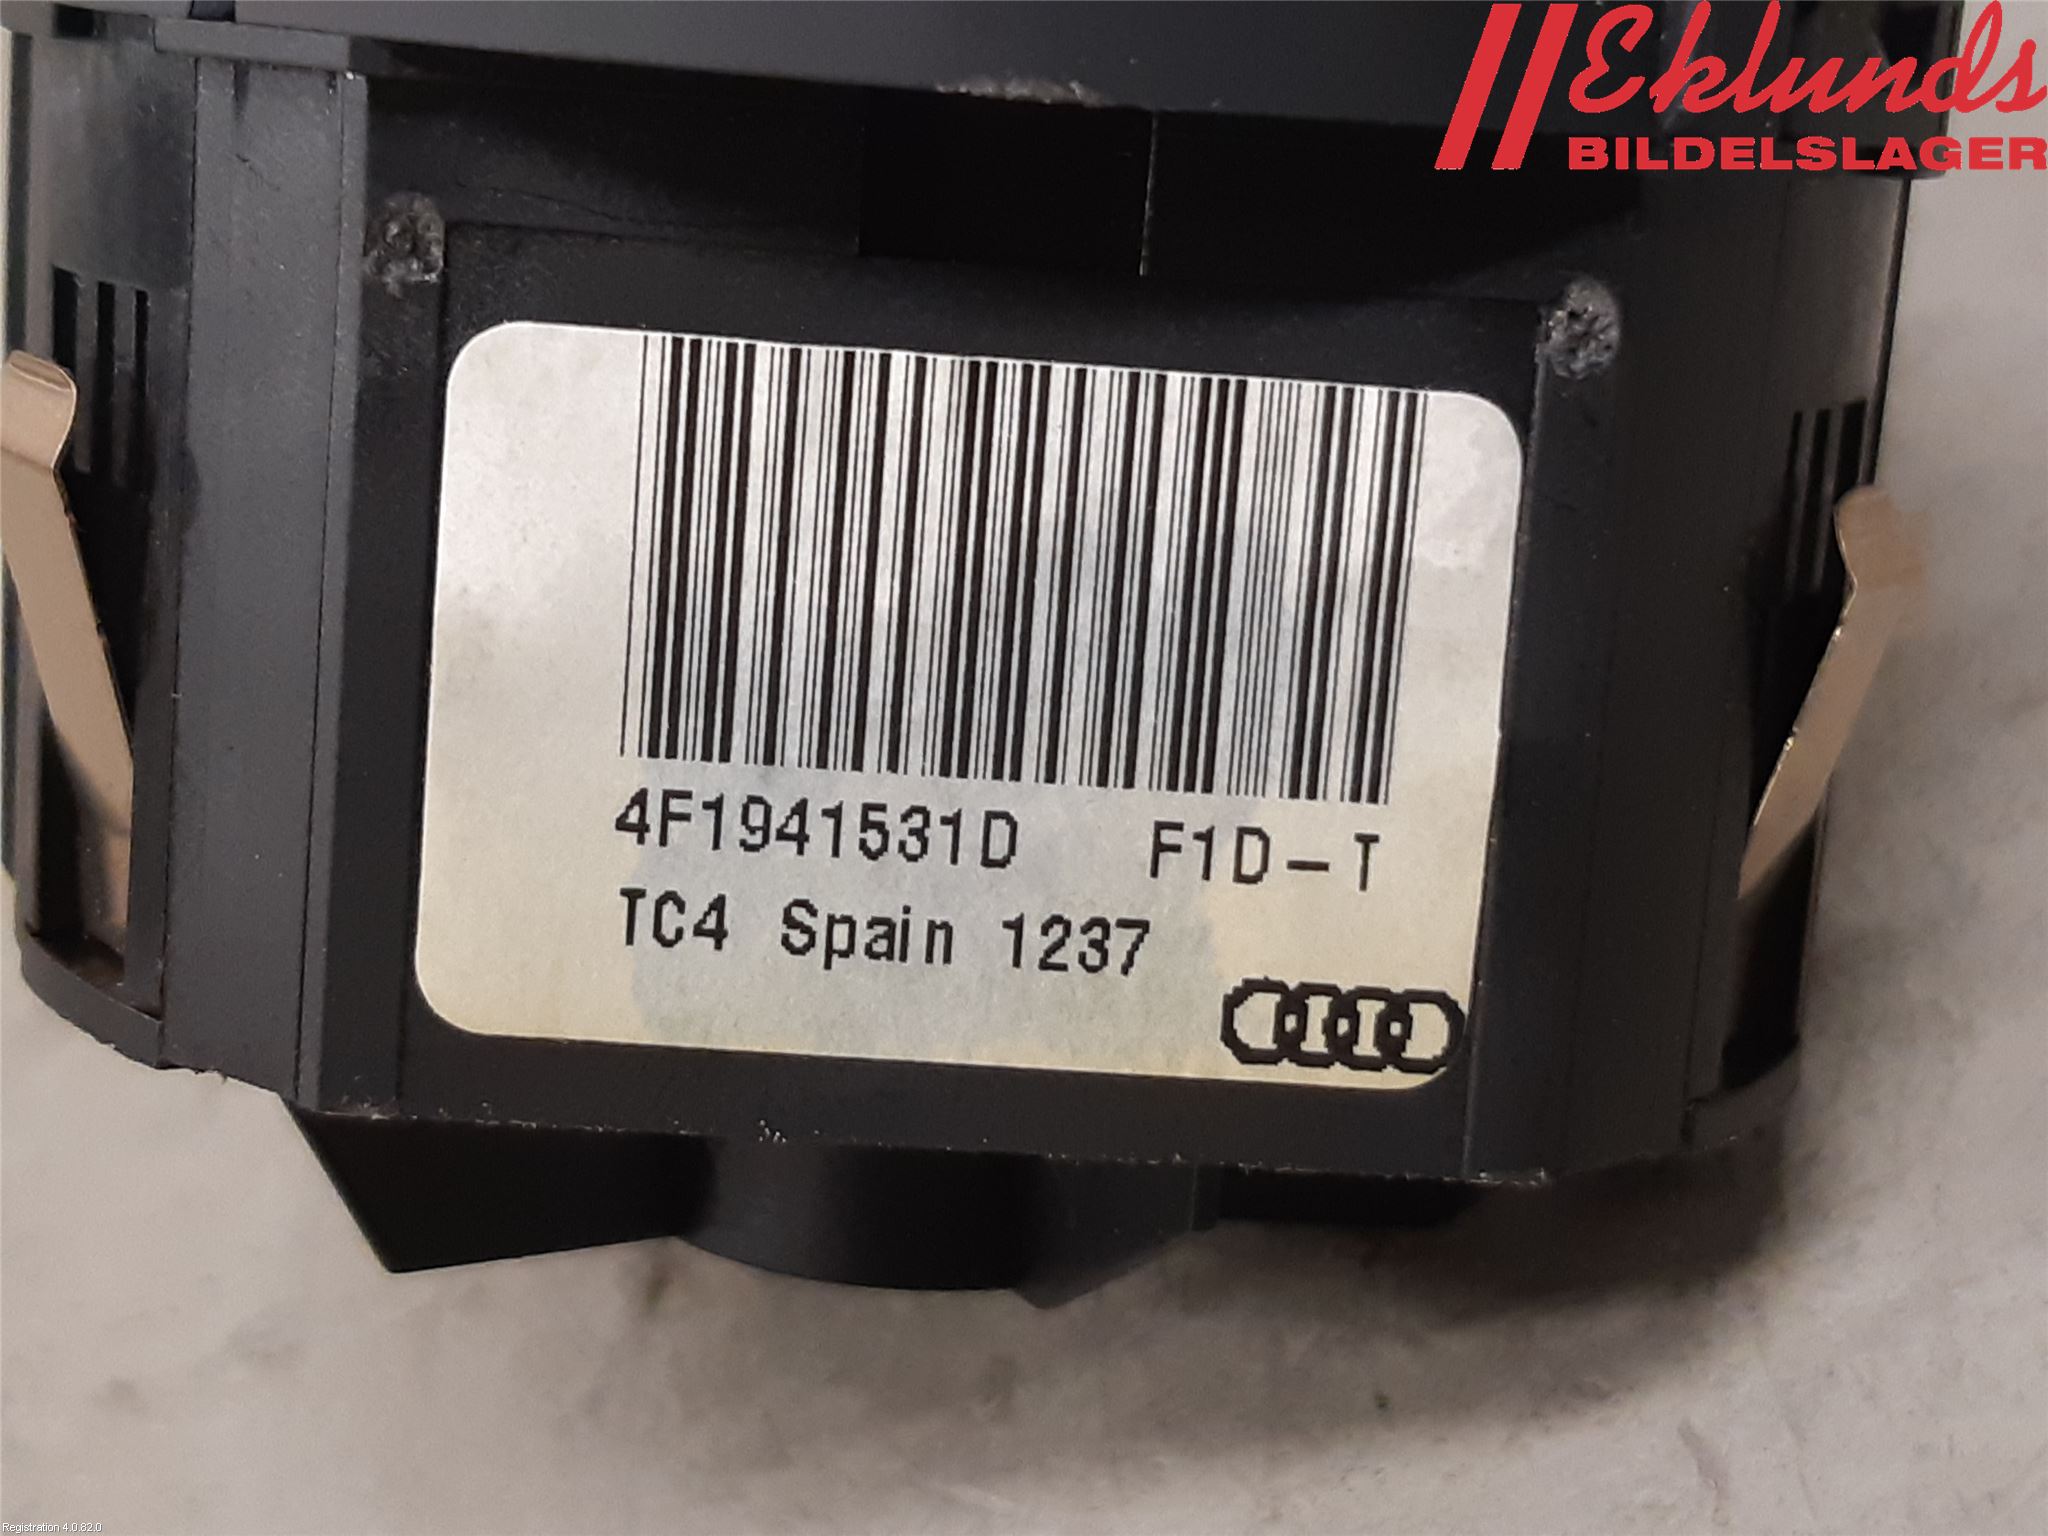 Eklunds
BILDELSLAGER
4F1941531D F1D-T
TC4 Spain 1237
Registration 4.0.82.0